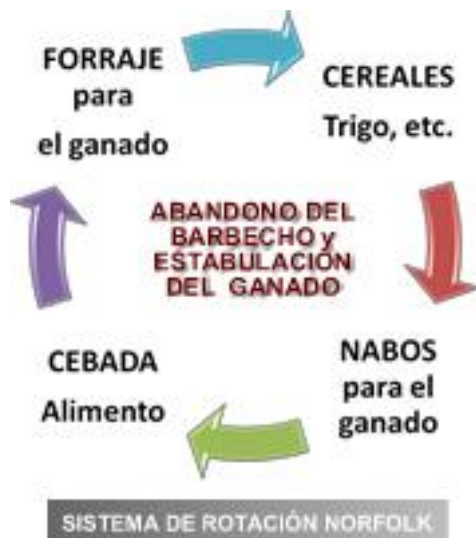 FORRAJE
para
el ganado
CEREALES
Trigo, etc.
ABANDONO DEL
BARBECHO y
ESTABULACIÓN
DEL GANADO
CEBADA
Alimento
NABOS
para el
ganado
SISTEMA DE ROTACIÓN NORFOLK